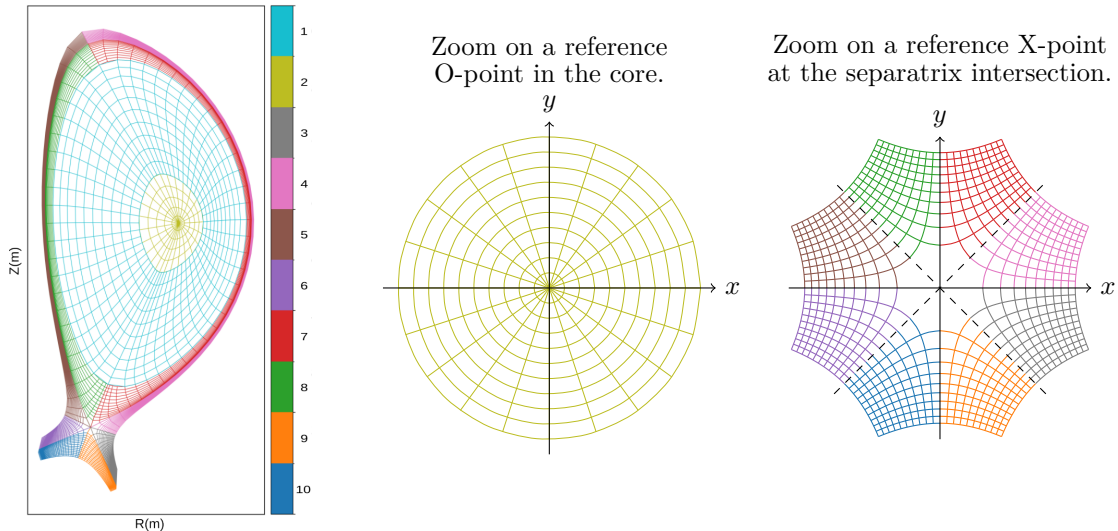 Z(m)
R(m)
1
2
3
4
5
6
7
8
9
10
Zoom on a reference
O-point in the core.
y
x
Zoom on a reference X-point
at the separatrix intersection.
y
x